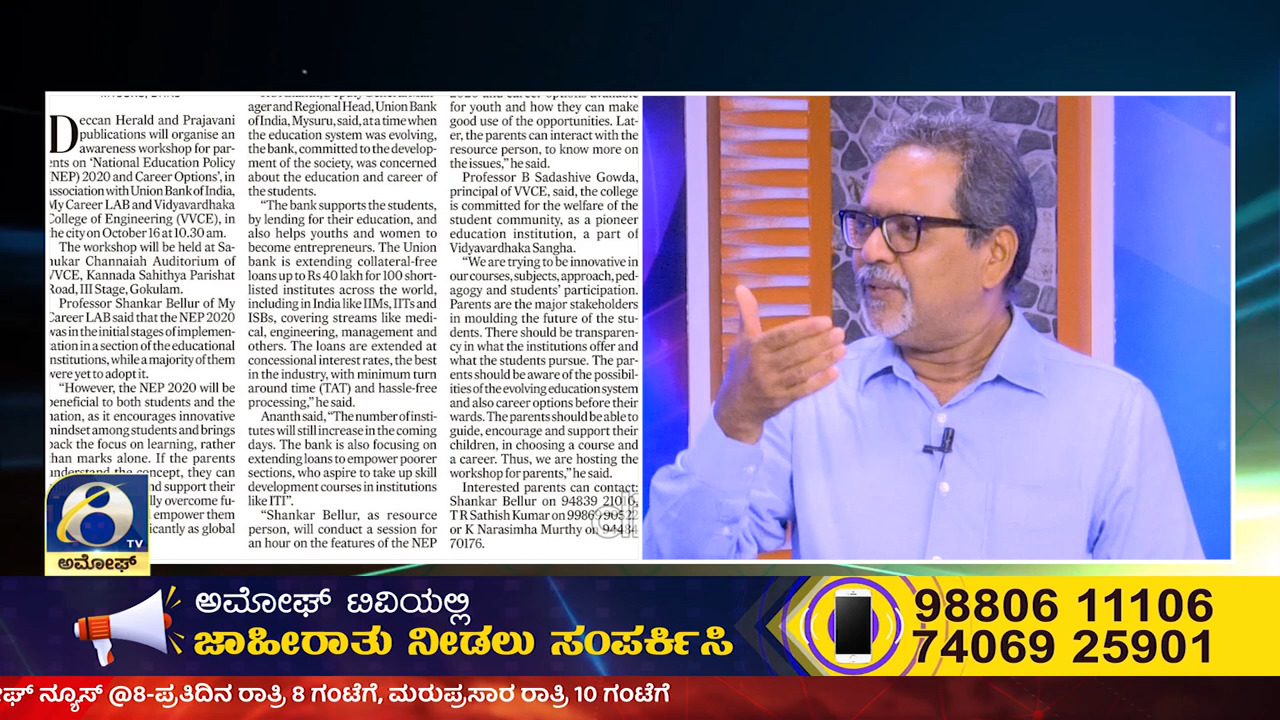 Deccan Herald and Prajavani
publications will organise an
awareness workshop for par-
ents on ‘National Education Policy
(NEP) 2020 and Career Options’, in
association with Union Bank of India,
My Career LAB and Vidyavardhaka
College of Engineering (VVCE), in
the city on October 16 at 10.30 am.
The workshop will be held at Sa-
hukar Channaiah Auditorium of
VVCE, Kannada Sahithya Parishat
Road, III Stage, Gokulam.
Professor Shankar Bellur of My
Career LAB said that the NEP 2020
was in the initial stages of implemen-
tation in a section of the educational
institutions, while a majority of them
were yet to adopt it.
“However, the NEP 2020 will be
beneficial to both students and the
nation, as it encourages innovative
mindset among students and brings
back the focus on learning, rather
than marks alone. If the parents
understand the concept, they can
nd support their
lly overcome fu-
empower them
icantly as global
ager and Regional Head, Union Bank
of India, Mysuru, said, at a time when
the education system was evolving,
the bank, committed to the develop-
ment of the society, was concerned
about the education and career of
the students.
“The bank supports the students,
by lending for their education, and
also helps youths and women to
become entrepreneurs. The Union
bank is extending collateral-free
loans up to Rs 40 lakh for 100 short-
listed institutes across the world,
including in India like IIMs, IITs and
ISBs, covering streams like medi-
cal, engineering, management and
others. The loans are extended at
concessional interest rates, the best
in the industry, with minimum turn
around time (TAT) and hassle-free
processing,” he said.
Ananth said, “The number of insti-
tutes will still increase in the coming
days. The bank is also focusing on
extending loans to empower poorer
sections, who aspire to take up skill
development courses in institutions
like ITI”.
“Shankar Bellur, as resource
person, will conduct a session for
an hour on the features of the NEP
2020 and career options available
for youth and how they can make
good use of the opportunities. Lat-
er, the parents can interact with the
resource person, to know more on
the issues,” he said.
Professor B Sadashive Gowda,
principal of VVCE, said, the college
is committed for the welfare of the
student community, as a pioneer
education institution, a part of
Vidyavardhaka Sangha.
“We are trying to be innovative in
our courses, subjects, approach, ped-
agogy and students’ participation.
Parents are the major stakeholders
in moulding the future of the stu-
dents. There should be transparen-
cy in what the institutions offer and
what the students pursue. The par-
ents should be aware of the possibil-
ities of the evolving education system
and also career options before their
wards. The parents should be able to
guide, encourage and support their
children, in choosing a course and
a career. Thus, we are hosting the
workshop for parents,” he said.
Interested parents can contact:
Shankar Bellur on 94839
T R Sathish Kumar on
or K Narasimha Murthy on
70176.
TV
ಅಮೋಘ್
ಅಮೋಘ್ ಟಿವಿಯಲ್ಲಿ
ಜಾಹೀರಾತು ನೀಡಲು ಸಂಪರ್ಕಿಸಿ
98806 11106
74069 25901
ಘ್ ನ್ಯೂಸ್ @8-ಪ್ರತಿದಿನ ರಾತ್ರಿ 8 ಗಂಟೆಗೆ, ಮರುಪ್ರಸಾರ ರಾತ್ರಿ 10 ಗಂಟೆಗೆ